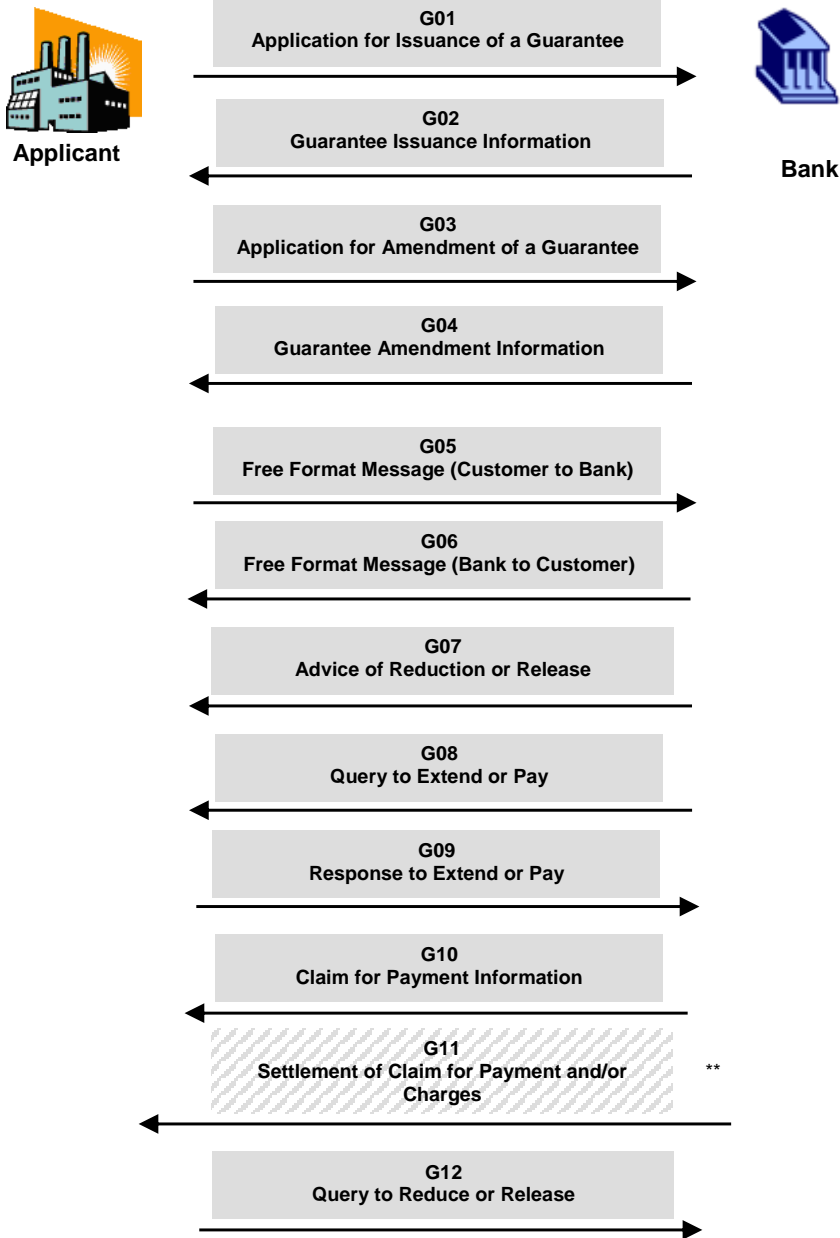 G01
Application for Issuance of a Guarantee
G02
Guarantee Issuance Information
Applicant
Bank
G03
Application for Amendment of a Guarantee
G04
Guarantee Amendment Information
G05
Free Format Message (Customer to Bank)
G06
Free Format Message (Bank to Customer)
G07
Advice of Reduction or Release
G08
Query to Extend or Pay
G09
Response to Extend or Pay
G10
Claim for Payment Information
G11
Settlement of Claim for Payment and/or
Charges
**
G12
Query to Reduce or Release